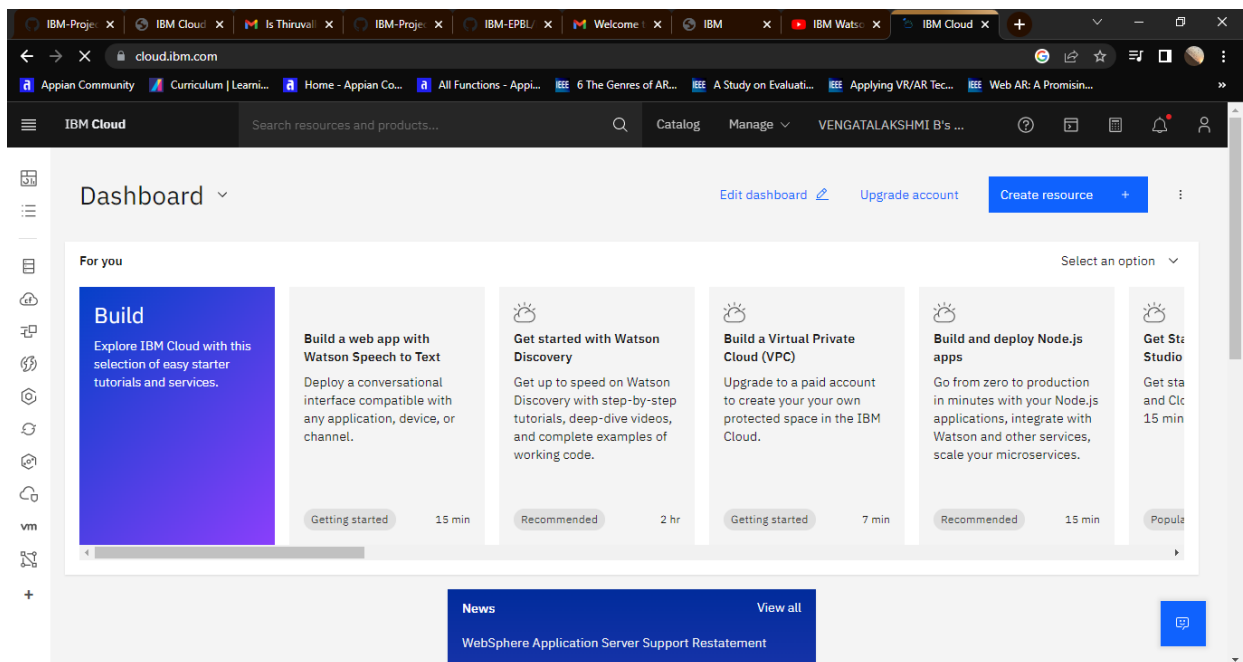 IBM-Projec IBM Cloud Is Thiruvall IBM-Projec IBM-EPBL/ Welcome t IBM IBM Watso IBM Cloud
cloud.ibm.com
Appian Community Curriculum | Learni... Home - Appian Co... All Functions - Appi... 6 The Genres of AR... A Study on Evaluati... Applying VR/AR Tec... Web AR: A Promisin... »
IBM Cloud Search resources and products... Catalog Manage VENGATALAKSHMI B's ...
Dashboard Edit dashboard Upgrade account Create resource +
For you Select an option
Build
Explore IBM Cloud with this
selection of easy starter
tutorials and services.
Build a web app with
Watson Speech to Text
Deploy a conversational
interface compatible with
any application, device, or
channel.
Getting started 15 min
Get started with Watson
Discovery
Get up to speed on Watson
Discovery with step-by-step
tutorials, deep-dive videos,
and complete examples of
working code.
Recommended 2 hr
Build a Virtual Private
Cloud (VPC)
Upgrade to a paid account
to create your your own
protected space in the IBM
Cloud.
Getting started 7 min
Build and deploy Node.js
apps
Go from zero to production
in minutes with your Node.js
applications, integrate with
Watson and other services,
scale your microservices.
Recommended 15 min
Get Sta
Studio
Get sta
and Clo
15 min
Popula
vm
News View all
WebSphere Application Server Support Restatement